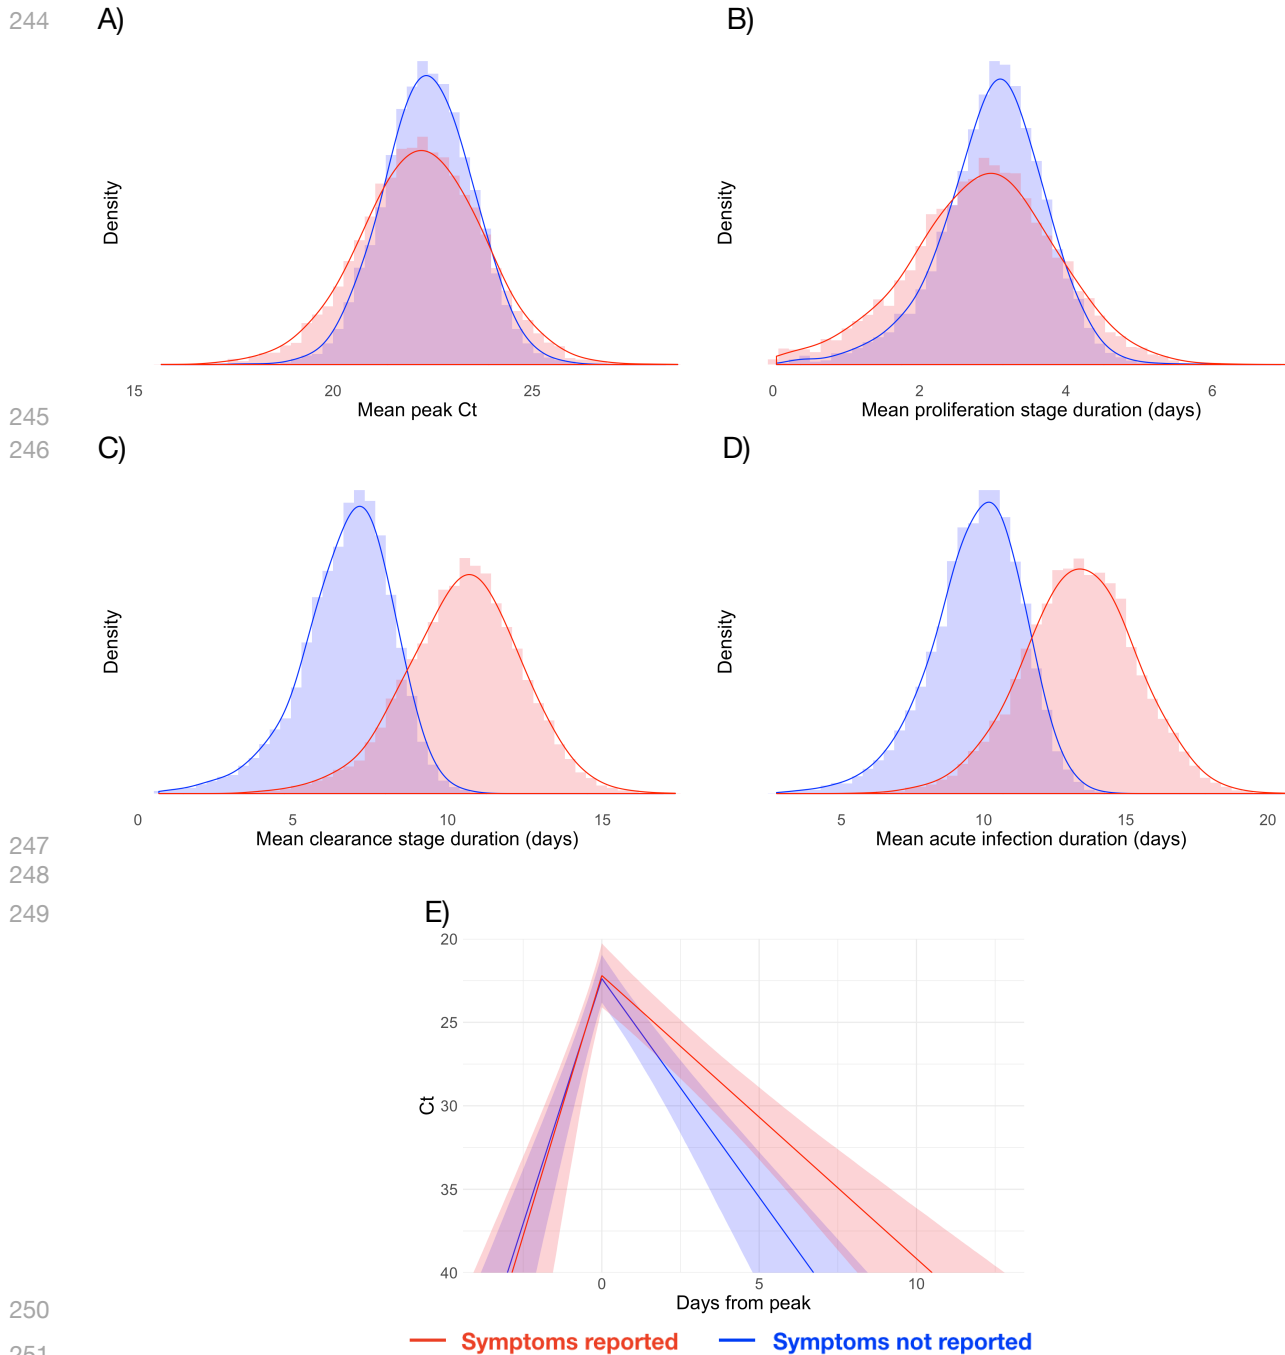 244
A)
B)
Density
Density
15 20 25
0 2 4 6
Mean peak Ct
Mean proliferation stage duration (days)
245
246
C)
D)
Density
Density
0 5 10 15
5 10 15 20
Mean clearance stage duration (days)
Mean acute infection duration (days)
247
248
249
E)
20
25
Ct
30
35
40
0 5 10
Days from peak
250
Symptoms reported
Symptoms not reported
251